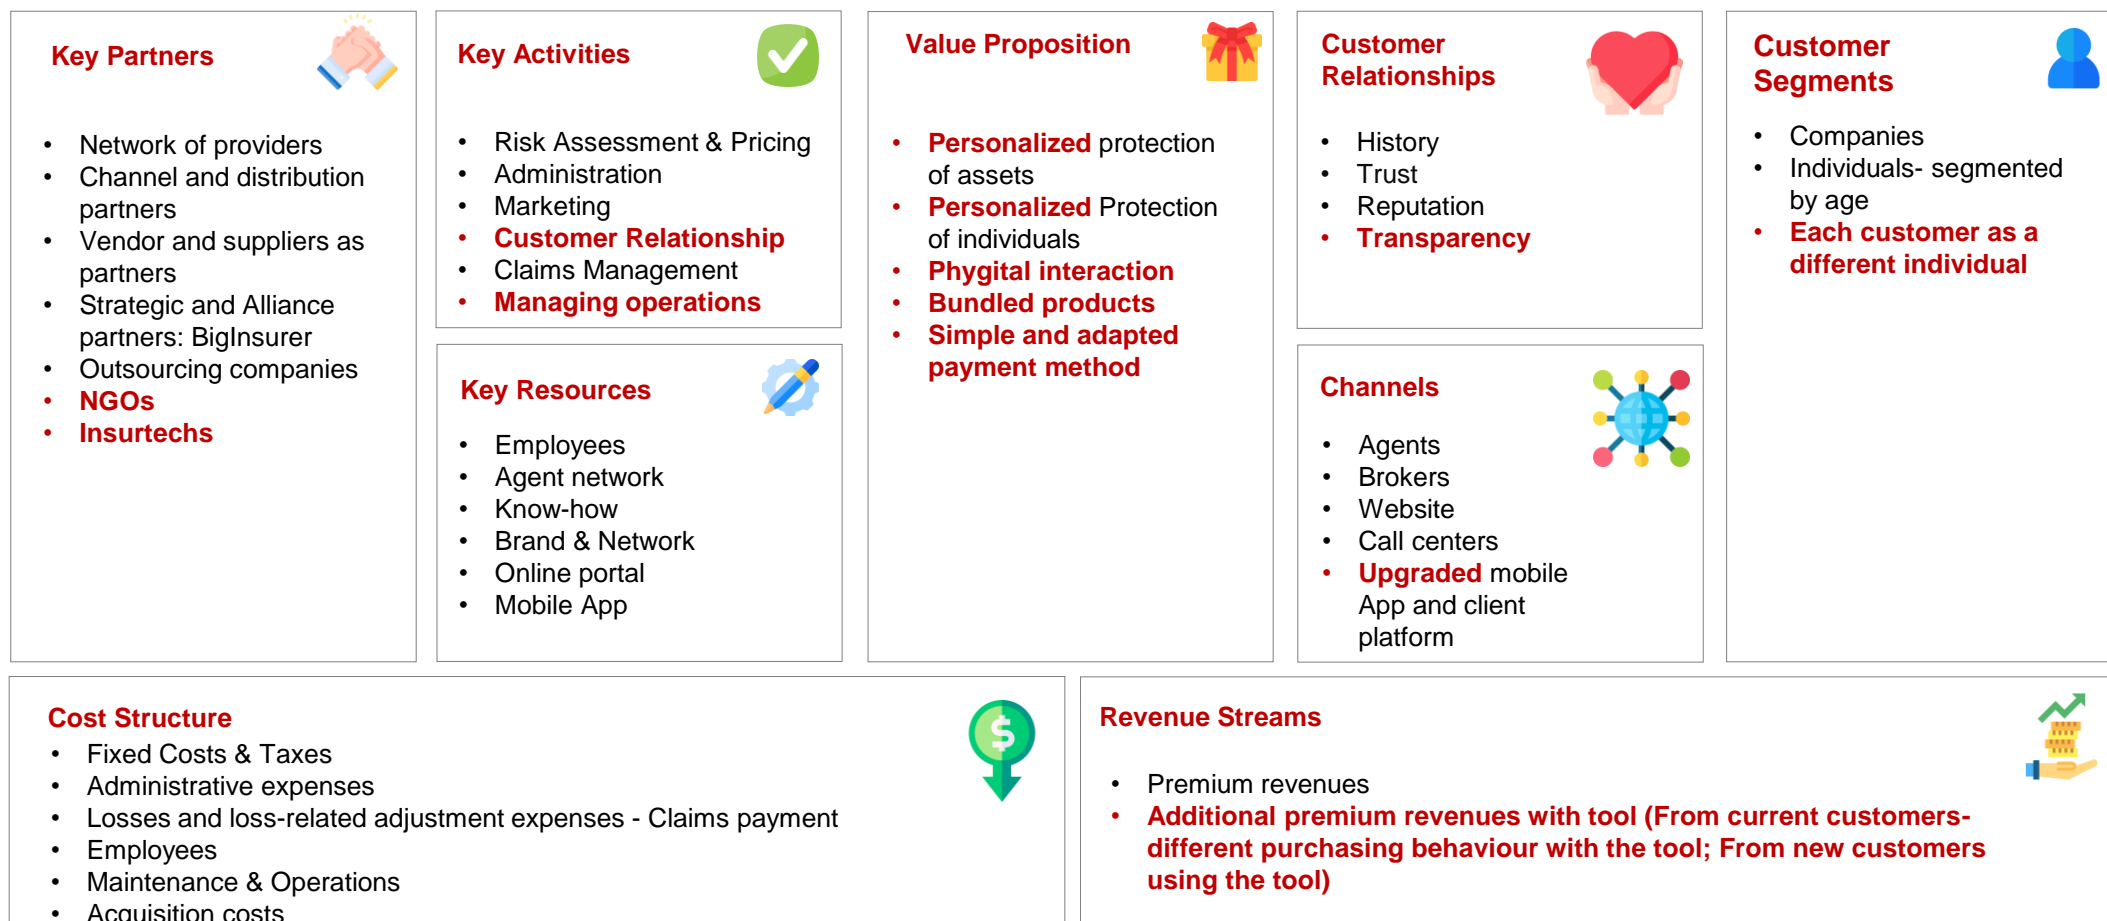 Key Partners
• Network of providers
• Channel and distribution
partners
• Vendor and suppliers as
partners
• Strategic and Alliance
partners: BigInsurer
• Outsourcing companies
• NGOs
• Insurtechs
Key Activities
• Risk Assessment & Pricing
• Administration
• Marketing
• Customer Relationship
• Claims Management
• Managing operations
Key Resources
• Employees
• Agent network
• Know-how
• Brand & Network
• Online portal
• Mobile App
Value Proposition
• Personalized protection
of assets
• Personalized Protection
of individuals
• Phygital interaction
• Bundled products
• Simple and adapted
payment method
Customer
Relationships
• History
• Trust
• Reputation
• Transparency
Channels
• Agents
• Brokers
• Website
• Call centers
• Upgraded mobile
App and client
platform
Customer
Segments
• Companies
• Individuals- segmented
by age
• Each customer as a
different individual
Cost Structure
• Fixed Costs & Taxes
• Administrative expenses
• Losses and loss-related adjustment expenses - Claims payment
• Employees
• Maintenance & Operations
• Acquisition costs
$
Revenue Streams
• Premium revenues
• Additional premium revenues with tool (From current customers-
different purchasing behaviour with the tool; From new customers
using the tool)